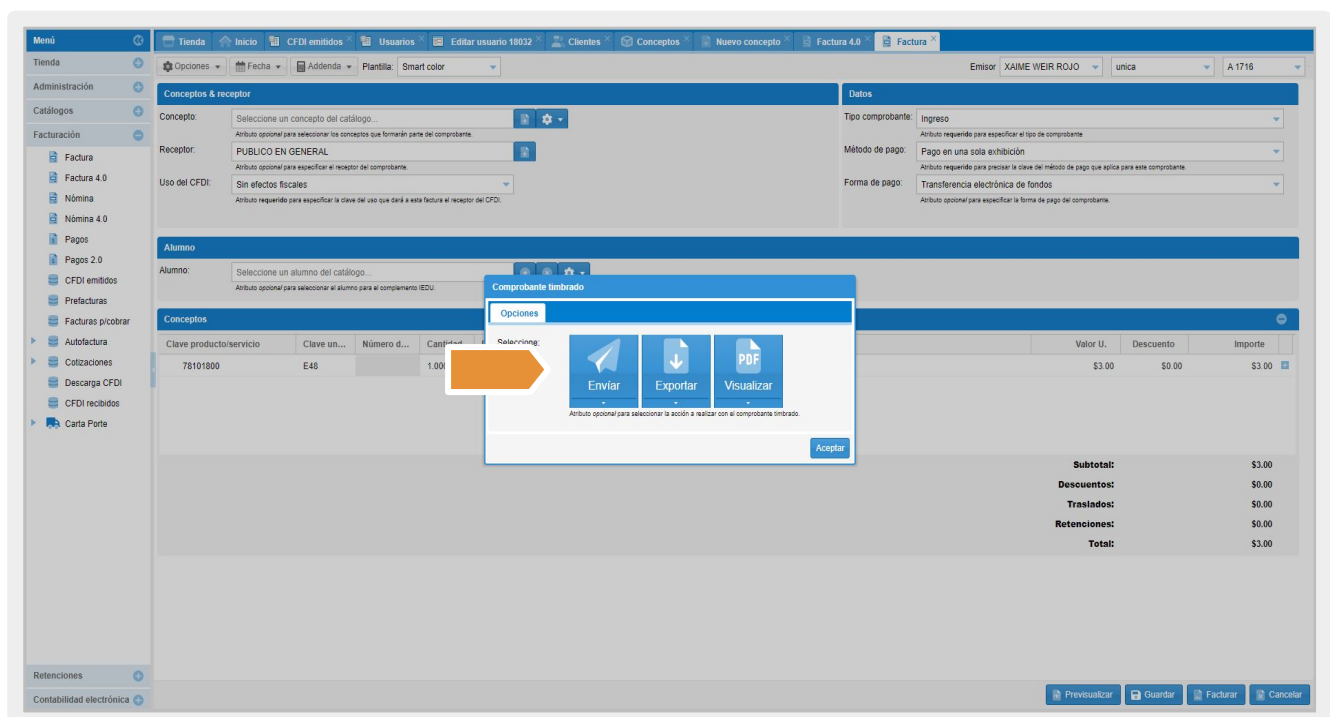 Menú
Tienda Inicio CFDI emitidos Usuarios Editar usuario 18032 Clientes Conceptos Nuevo concepto Factura 4.0 Factura
Tienda
Opciones Fecha Addenda Plantilla: Smart color Emisor XAIME WEIR ROJO unica A 1716
Administración
Catálogos
Facturación
Factura
Factura 4.0
Nómina
Nómina 4.0
Pagos
Pagos 2.0
CFDI emitidos
Prefacturas
Facturas p/cobrar
Autofactura
Cotizaciones
Descarga CFDI
CFDI recibidos
Carta Porte
Retenciones
Contabilidad electrónica
Conceptos & receptor
Concepto: Seleccione un concepto del catálogo...
Atributo opcional para seleccionar los conceptos que formarán parte del comprobante.
Receptor: PUBLICO EN GENERAL
Atributo opcional para especificar el receptor del comprobante.
Uso del CFDI: Sin efectos fiscales
Atributo requerido para especificar la clave del uso que dará a esta factura el receptor del CFDI.
Datos
Tipo comprobante: Ingreso
Atributo requerido para especificar el tipo de comprobante
Método de pago: Pago en una sola exhibición
Atributo requerido para precisar la clave del método de pago que aplica para este comprobante.
Forma de pago: Transferencia electrónica de fondos
Atributo opcional para especificar la forma de pago del comprobante.
Alumno
Alumno: Seleccione un alumno del catálogo...
Atributo opcional para seleccionar el alumno para el complemento IEDU.
Conceptos
Clave producto/servicio Clave un... Número d... Cantidad Valor U. Descuento Importe
78101800 E48 $3.00 $0.00 $3.00
Comprobante timbrado
Opciones
Seleccione:
PDF
Envíar Exportar Visualizar
Atributo opcional para seleccionar la acción a realizar con el comprobante timbrado.
Aceptar
Subtotal: $3.00
Descuentos: $0.00
Traslados: $0.00
Retenciones: $0.00
Total: $3.00
Previsualizar Guardar Facturar Cancelar